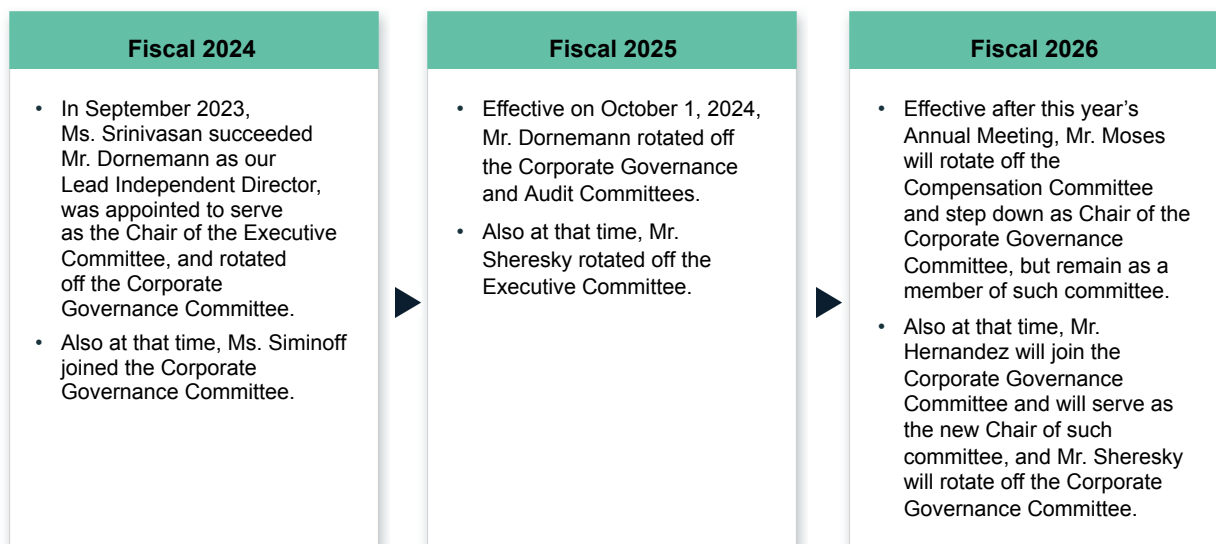 Fiscal 2024
• In September 2023,
Ms. Srinivasan succeeded
Mr. Dornemann as our
Lead Independent Director,
was appointed to serve
as the Chair of the Executive
Committee, and rotated
off the Corporate
Governance Committee.
• Also at that time, Ms. Siminoff
joined the Corporate
Governance Committee.
Fiscal 2025
• Effective on October 1, 2024,
Mr. Dornemann rotated off
the Corporate Governance
and Audit Committees.
• Also at that time, Mr.
Sheresky rotated off the
Executive Committee.
Fiscal 2026
• Effective after this year’s
Annual Meeting, Mr. Moses
will rotate off the
Compensation Committee
and step down as Chair of the
Corporate Governance
Committee, but remain as a
member of such committee.
• Also at that time, Mr.
Hernandez will join the
Corporate Governance
Committee and will serve as
the new Chair of such
committee, and Mr. Sheresky
will rotate off the Corporate
Governance Committee.